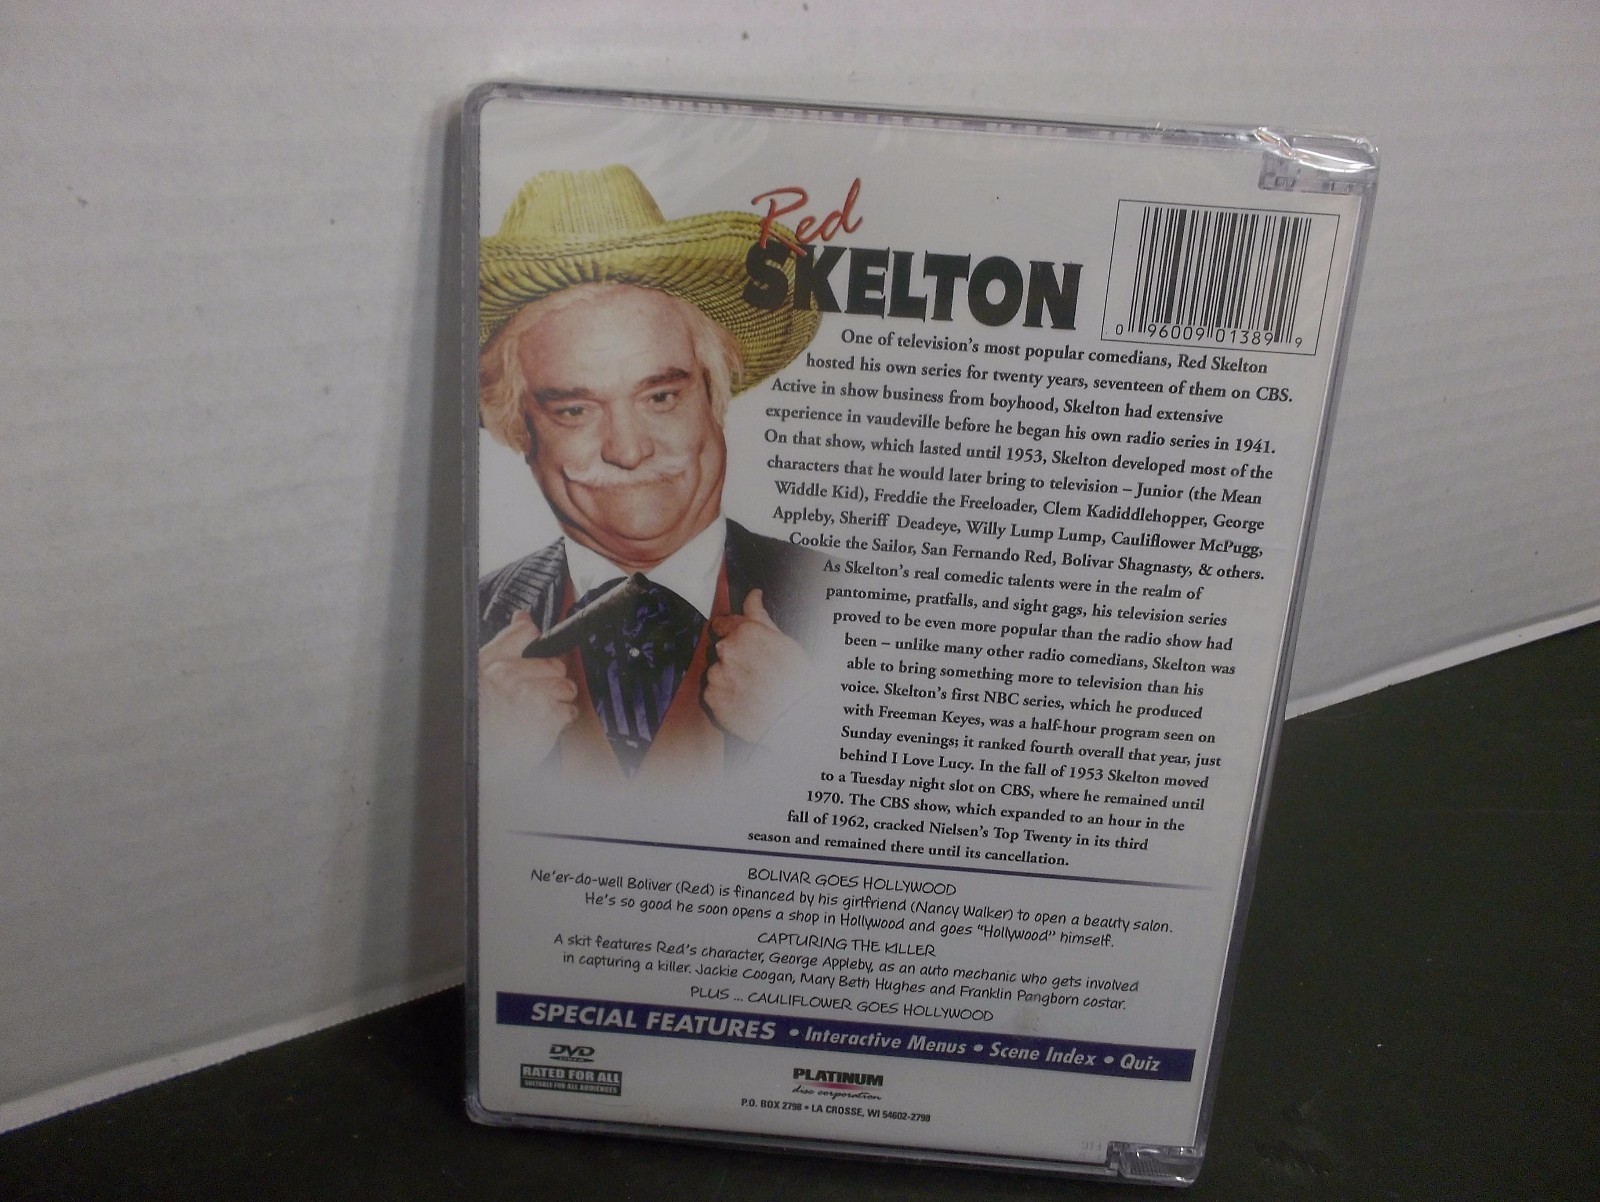 Red
SKELTON
0 96009 01389 9
One of television's most popular comedians, Red Skelton
hosted his own series for twenty years, seventeen of them on CBS.
Active in show business from boyhood, Skelton had extensive
experience in vaudeville before he began his own radio series in 1941.
On that show, which lasted until 1953, Skelton developed most of the
characters that he would later bring to television – Junior (the Mean
Widdle Kid), Freddie the Freeloader, Clem Kadiddlehopper, George
Appleby, Sheriff Deadeye, Willy Lump Lump, Cauliflower McPugg,
Cookie the Sailor, San Fernando Red, Bolivar Shagnasty, & others.
As Skelton's real comedic talents were in the realm of
pantomime, pratfalls, and sight gags, his television series
proved to be even more popular than the radio show had
been – unlike many other radio comedians, Skelton was
able to bring something more to television than his
voice. Skelton's first NBC series, which he produced
with Freeman Keyes, was a half-hour program seen on
Sunday evenings; it ranked fourth overall that year, just
behind I Love Lucy. In the fall of 1953 Skelton moved
to a Tuesday night slot on CBS, where he remained until
1970. The CBS show, which expanded to an hour in the
fall of 1962, cracked Nielsen's Top Twenty in its third
season and remained there until its cancellation.
BOLIVAR GOES HOLLYWOOD
Ne'er-do-well Boliver (Red) is financed by his girlfriend (Nancy Walker) to open a beauty salon.
He's so good he soon opens a shop in Hollywood and goes "Hollywood" himself.
CAPTURING THE KILLER
A skit features Red's character, George Appleby, as an auto mechanic who gets involved
in capturing a killer. Jackie Coogan, Mary Beth Hughes and Franklin Pangborn costar.
PLUS ... CAULIFLOWER GOES HOLLYWOOD
SPECIAL FEATURES • Interactive Menus • Scene Index • Quiz
DVD
RATED FOR ALL
SUITABLE FOR ALL AUDIENCES
PLATINUM
disc corporation
P.O. BOX 2798 • LA CROSSE, WI 54602-2798